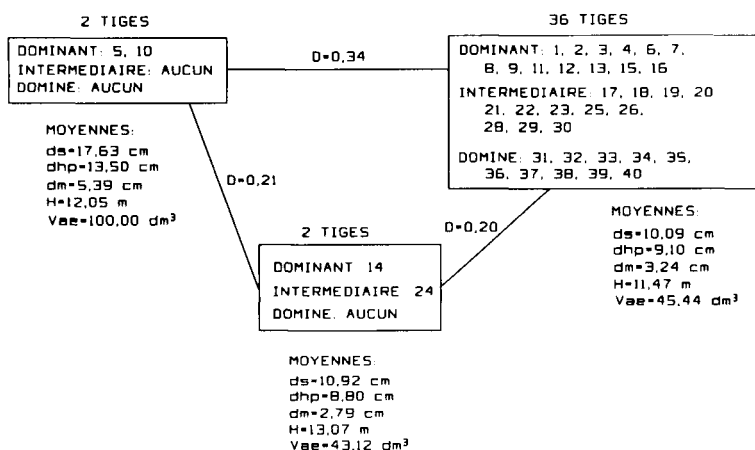 2 TIGES
DOMINANT: 5, 10
INTERMEDIAIRE: AUCUN
DOMINE: AUCUN
MOYENNES:
ds=17,63 cm
dhp=13,50 cm
dm=5,39 cm
H=12,05 m
Vae=100,00 dm³
D=0,34
D=0,21
36 TIGES
DOMINANT: 1, 2, 3, 4, 6, 7,
8, 9, 11, 12, 13, 15, 16
INTERMEDIAIRE: 17, 18, 19, 20
21, 22, 23, 25, 26,
28, 29, 30
DOMINE: 31, 32, 33, 34, 35,
36, 37, 38, 39, 40
MOYENNES:
ds=10,09 cm
dhp=9,10 cm
dm=3,24 cm
H=11,47 m
Vae=45,44 dm³
D=0,20
2 TIGES
DOMINANT 14
INTERMEDIAIRE 24
DOMINE: AUCUN
MOYENNES:
ds=10,92 cm
dhp=8,80 cm
dm=2,79 cm
H=13,07 m
Vae=43,12 dm³